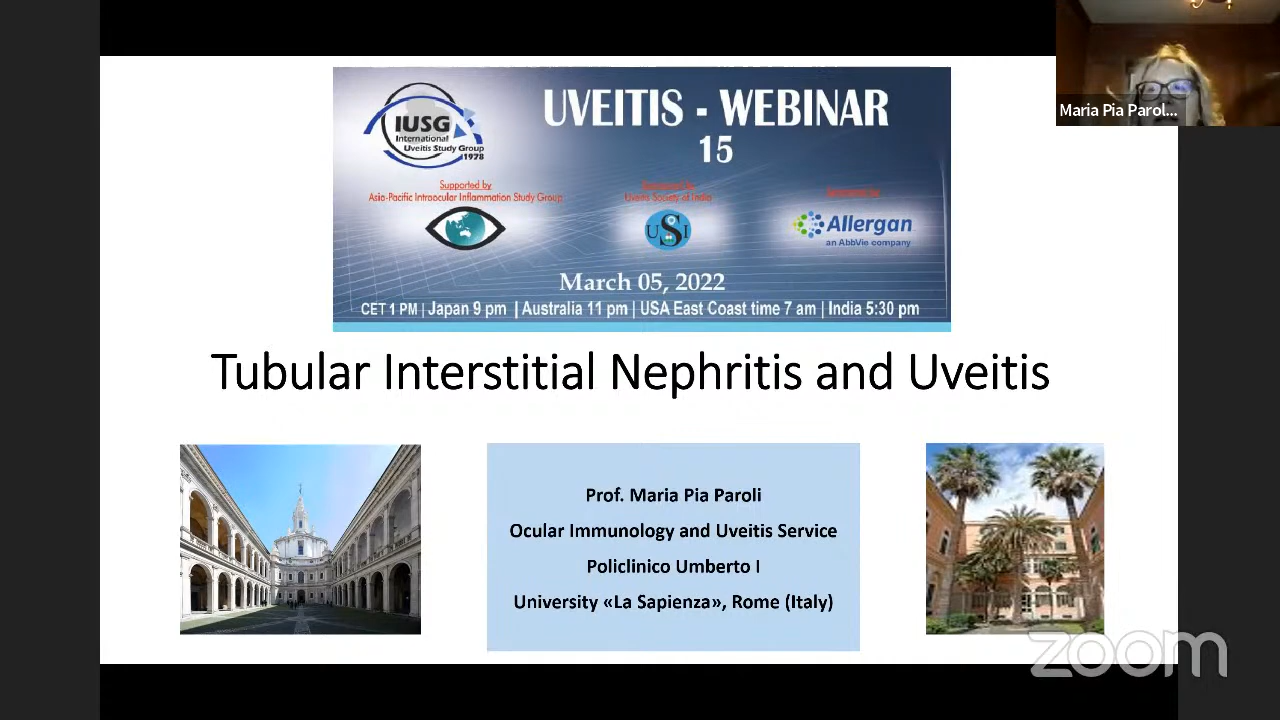 Maria Pia Parol...
IUSG
International
Uveitis Study Group
1978
UVEITIS - WEBINAR
15
Supported by
Asia-Pacific Intraocular Inflammation Study Group
Uveitis Society of India
USI
Allergan
an AbbVie company
March 05, 2022
CET 1 PM | Japan 9 pm | Australia 11 pm | USA East Coast time 7 am | India 5:30 pm
Tubular Interstitial Nephritis and Uveitis
Prof. Maria Pia Paroli
Ocular Immunology and Uveitis Service
Policlinico Umberto I
University «La Sapienza», Rome (Italy)
zoom